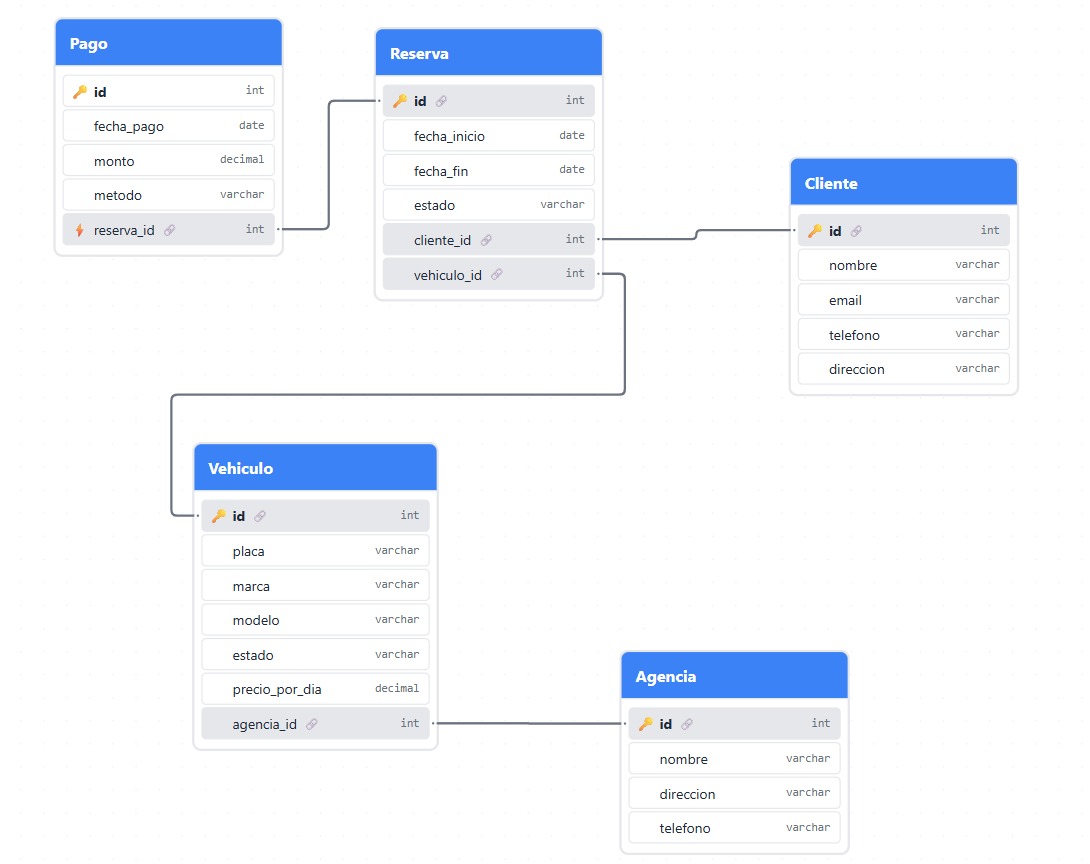 Pago
id int
fecha_pago date
monto decimal
metodo varchar
reserva_id int
Reserva
id int
fecha_inicio date
fecha_fin date
estado varchar
cliente_id int
vehiculo_id int
Cliente
id int
nombre varchar
email varchar
telefono varchar
direccion varchar
Vehiculo
id int
placa varchar
marca varchar
modelo varchar
estado varchar
precio_por_dia decimal
agencia_id int
Agencia
id int
nombre varchar
direccion varchar
telefono varchar